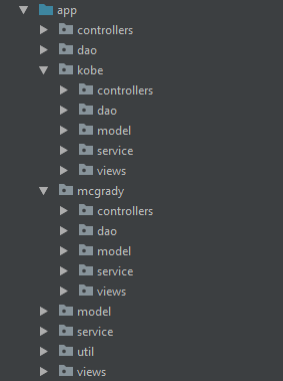 app
controllers
dao
kobe
controllers
dao
model
service
views
mcgrady
controllers
dao
model
service
views
model
service
util
views